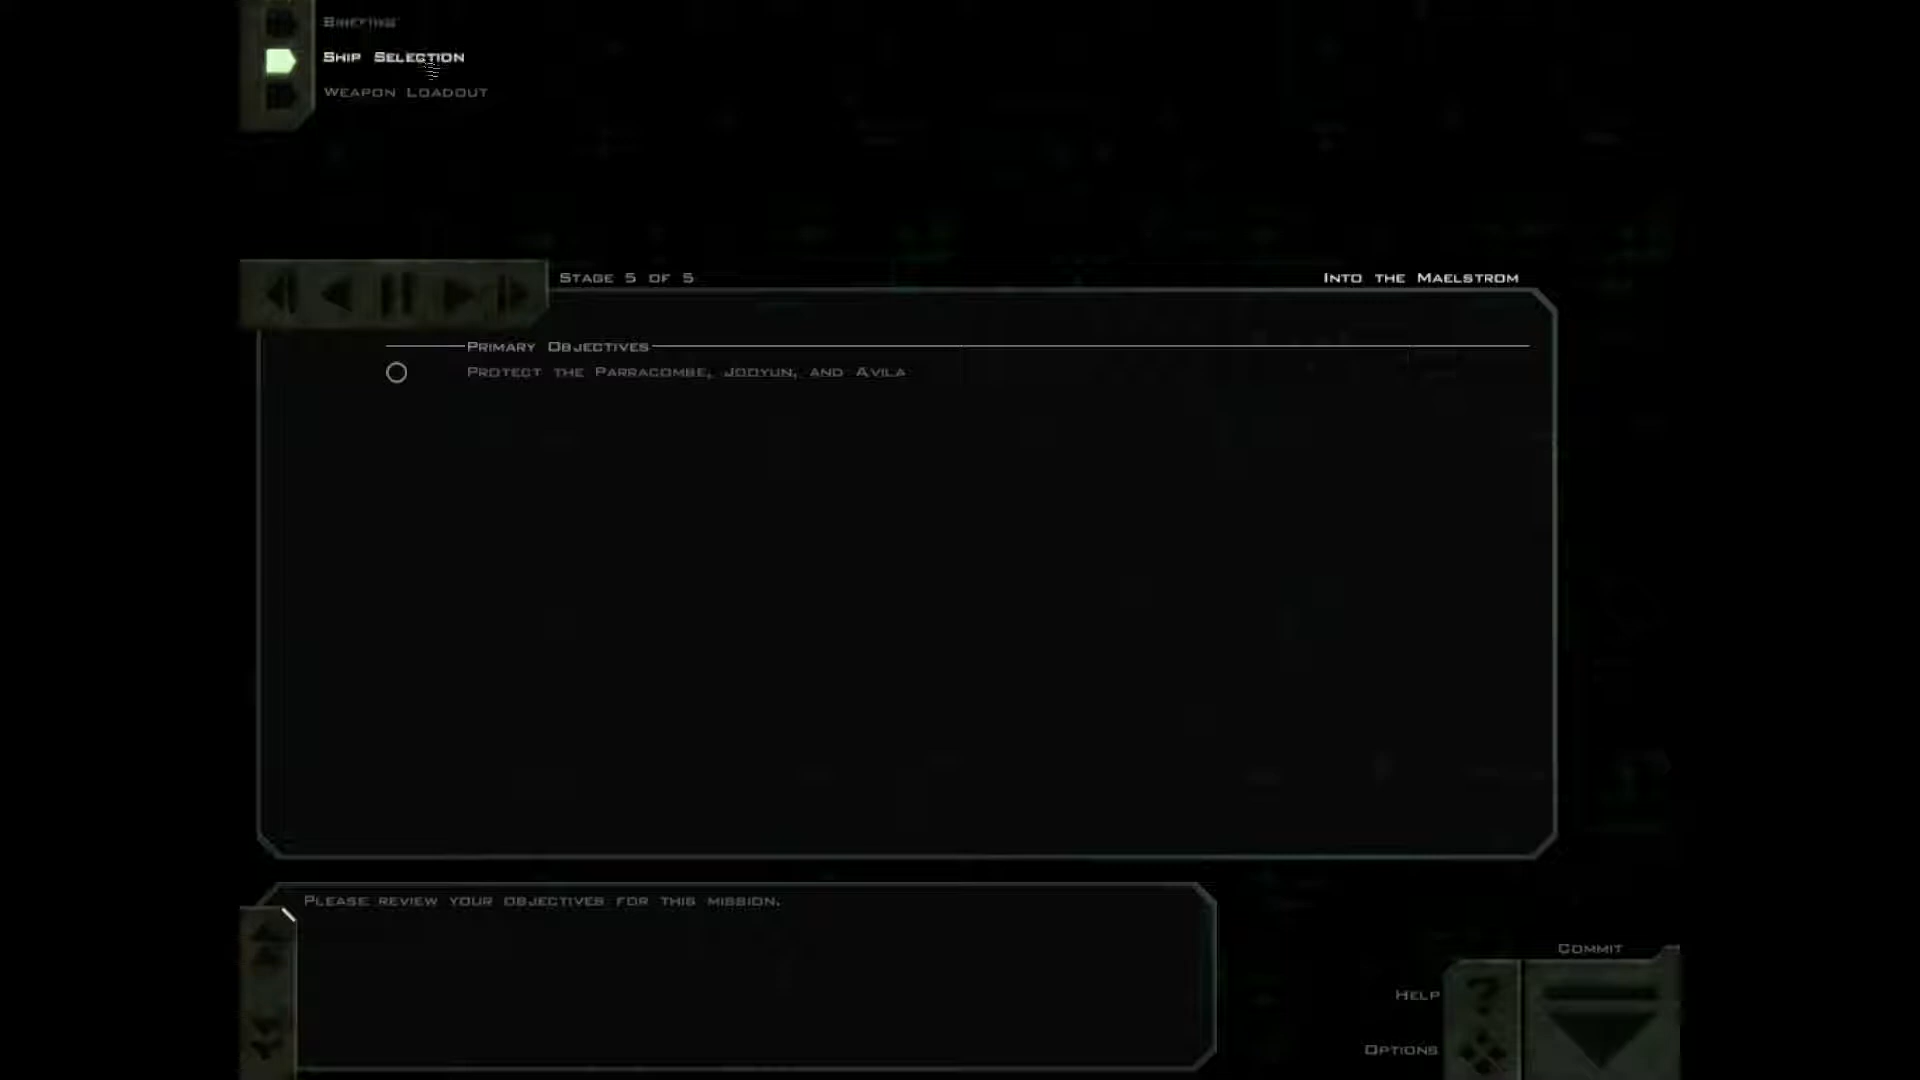 Briefing
Ship Selection
Weapon Loadout
Stage 5 of 5
Into the Maelstrom
Primary Objectives
Protect the Parracombe, Jodyun, and Avila
Please review your objectives for this mission.
Commit
Help
?
Options